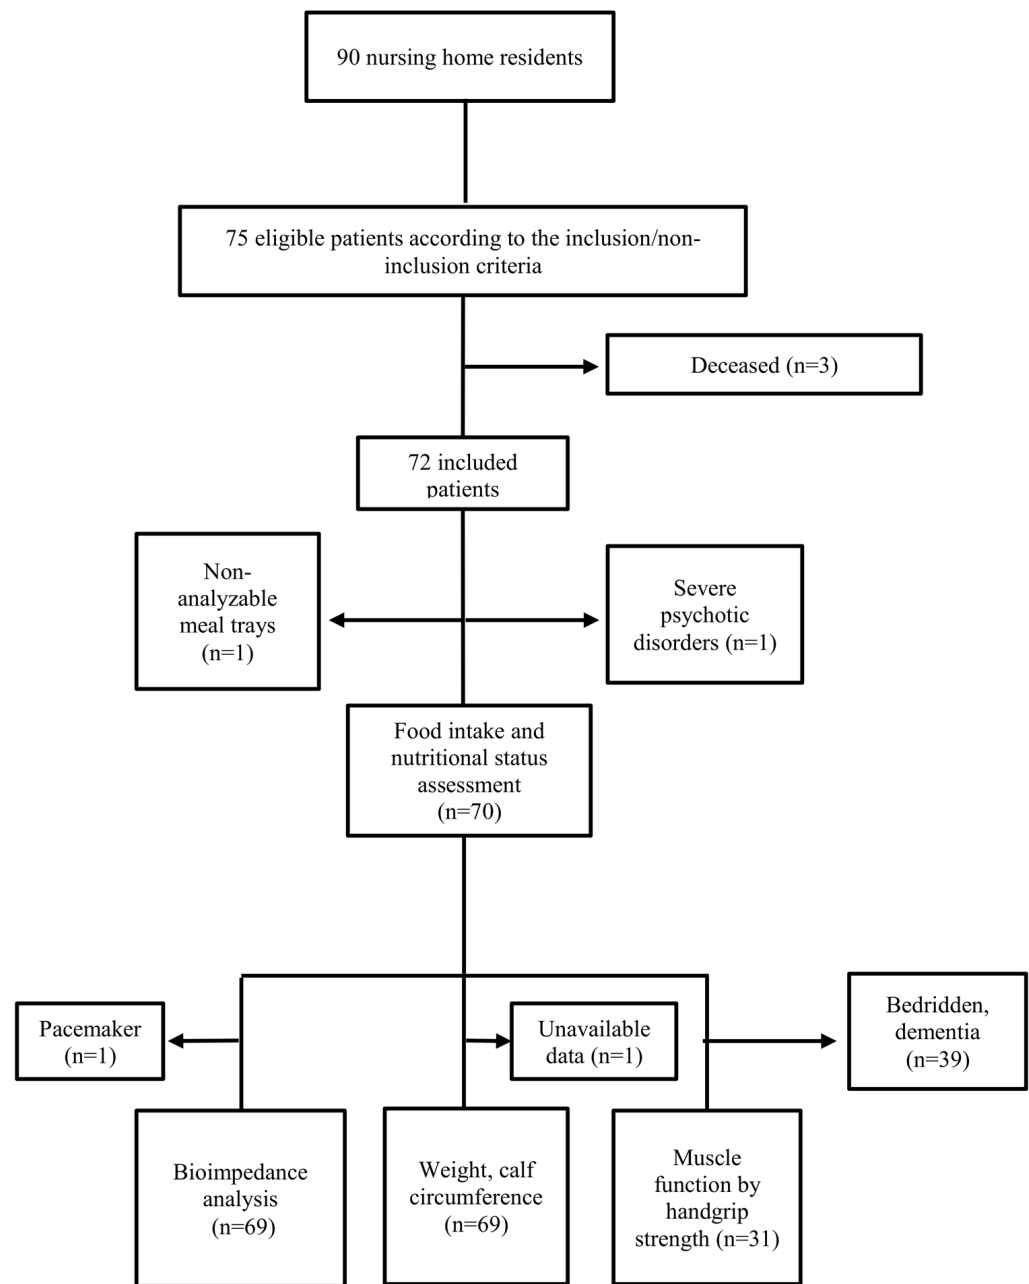 90 nursing home residents
75 eligible patients according to the inclusion/non-
inclusion criteria
Deceased (n=3)
72 included
patients
Non-
analyzable
meal trays
(n=1)
Severe
psychotic
disorders (n=1)
Food intake and
nutritional status
assessment
(n=70)
Pacemaker
(n=1)
Unavailable
data (n=1)
Bedridden,
dementia
(n=39)
Bioimpedance
analysis
(n=69)
Weight, calf
circumference
(n=69)
Muscle
function by
handgrip
strength (n=31)